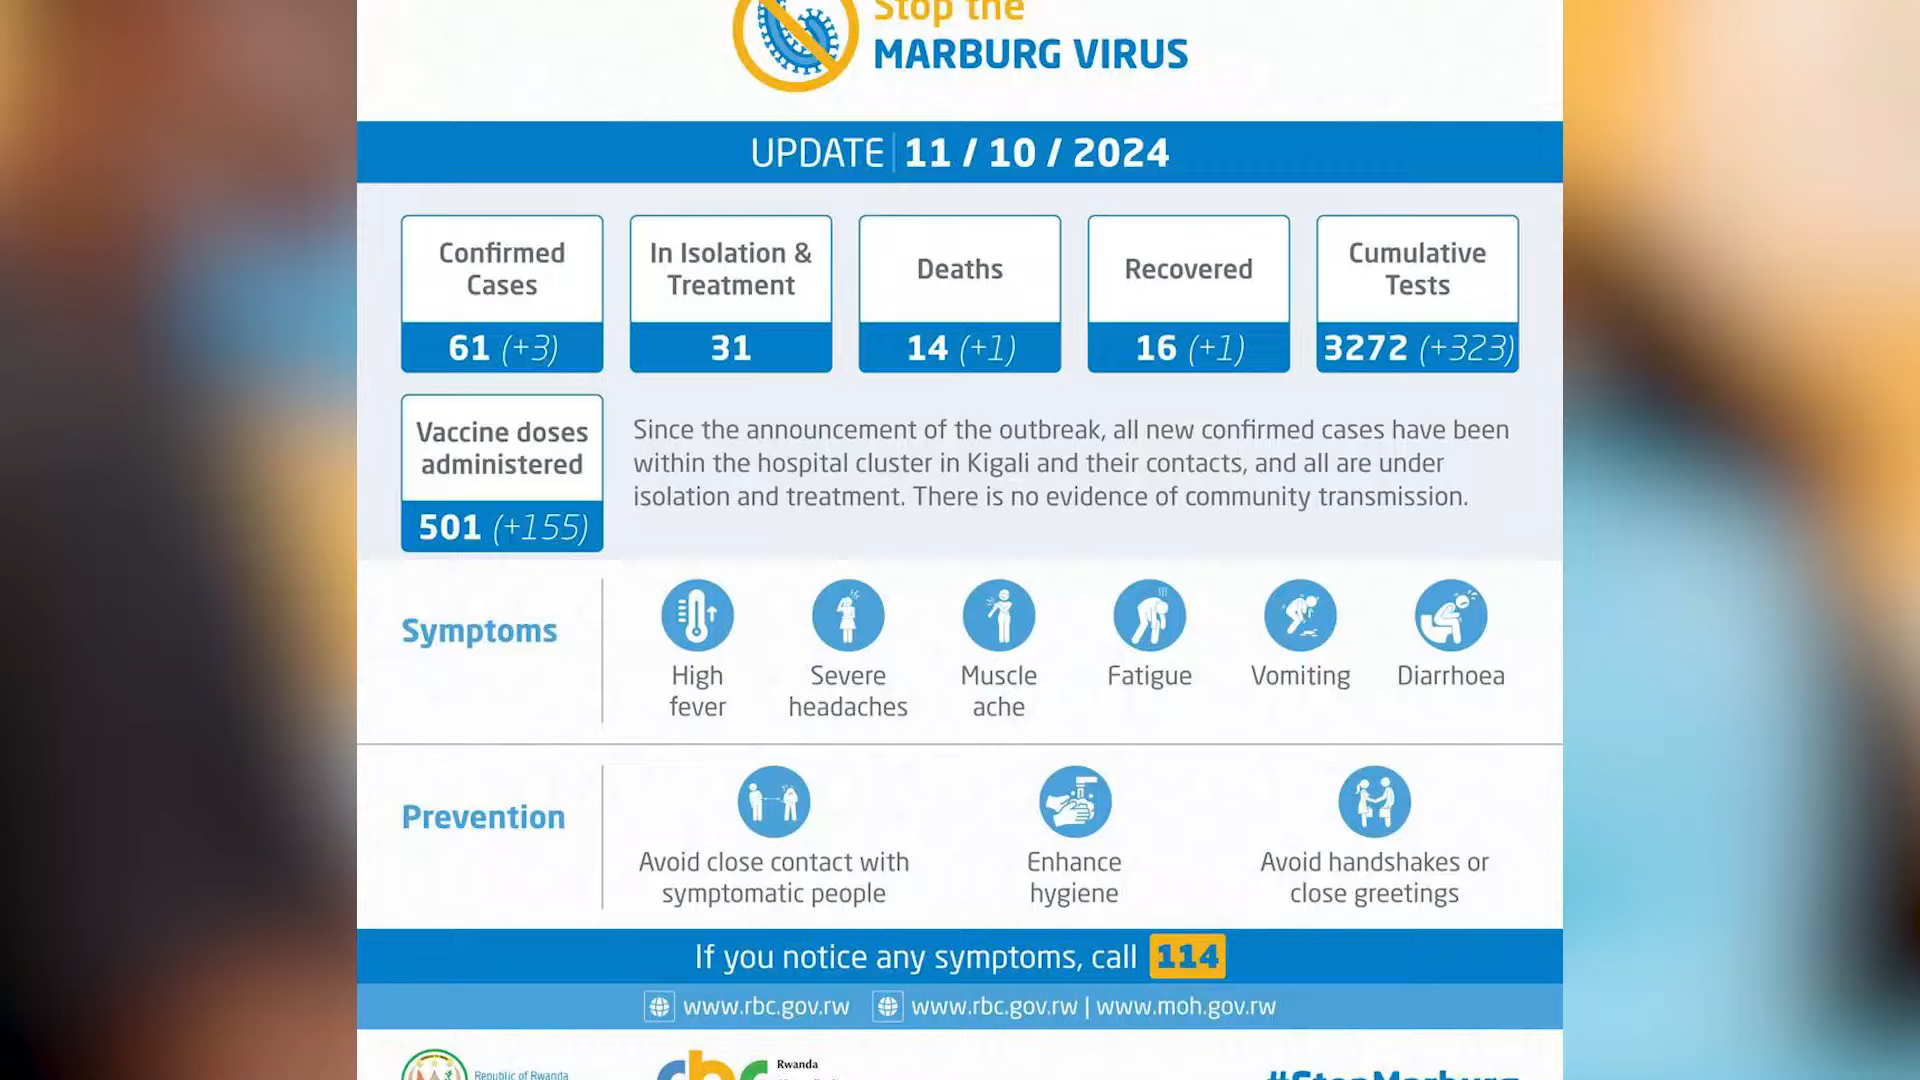 Stop the
MARBURG VIRUS
UPDATE | 11 / 10 / 2024
Confirmed
Cases
61 (+3)
In Isolation &
Treatment
31
Deaths
14 (+1)
Recovered
16 (+1)
Cumulative
Tests
3272 (+323)
Vaccine doses
administered
501 (+155)
Since the announcement of the outbreak, all new confirmed cases have been
within the hospital cluster in Kigali and their contacts, and all are under
isolation and treatment. There is no evidence of community transmission.
Symptoms
High
fever
Severe
headaches
Muscle
ache
Fatigue
Vomiting
Diarrhoea
Prevention
Avoid close contact with
symptomatic people
Enhance
hygiene
Avoid handshakes or
close greetings
If you notice any symptoms, call 114
www.rbc.gov.rw www.rbc.gov.rw | www.moh.gov.rw
Republic of Rwanda
rbc
Rwanda
#StopMarburg